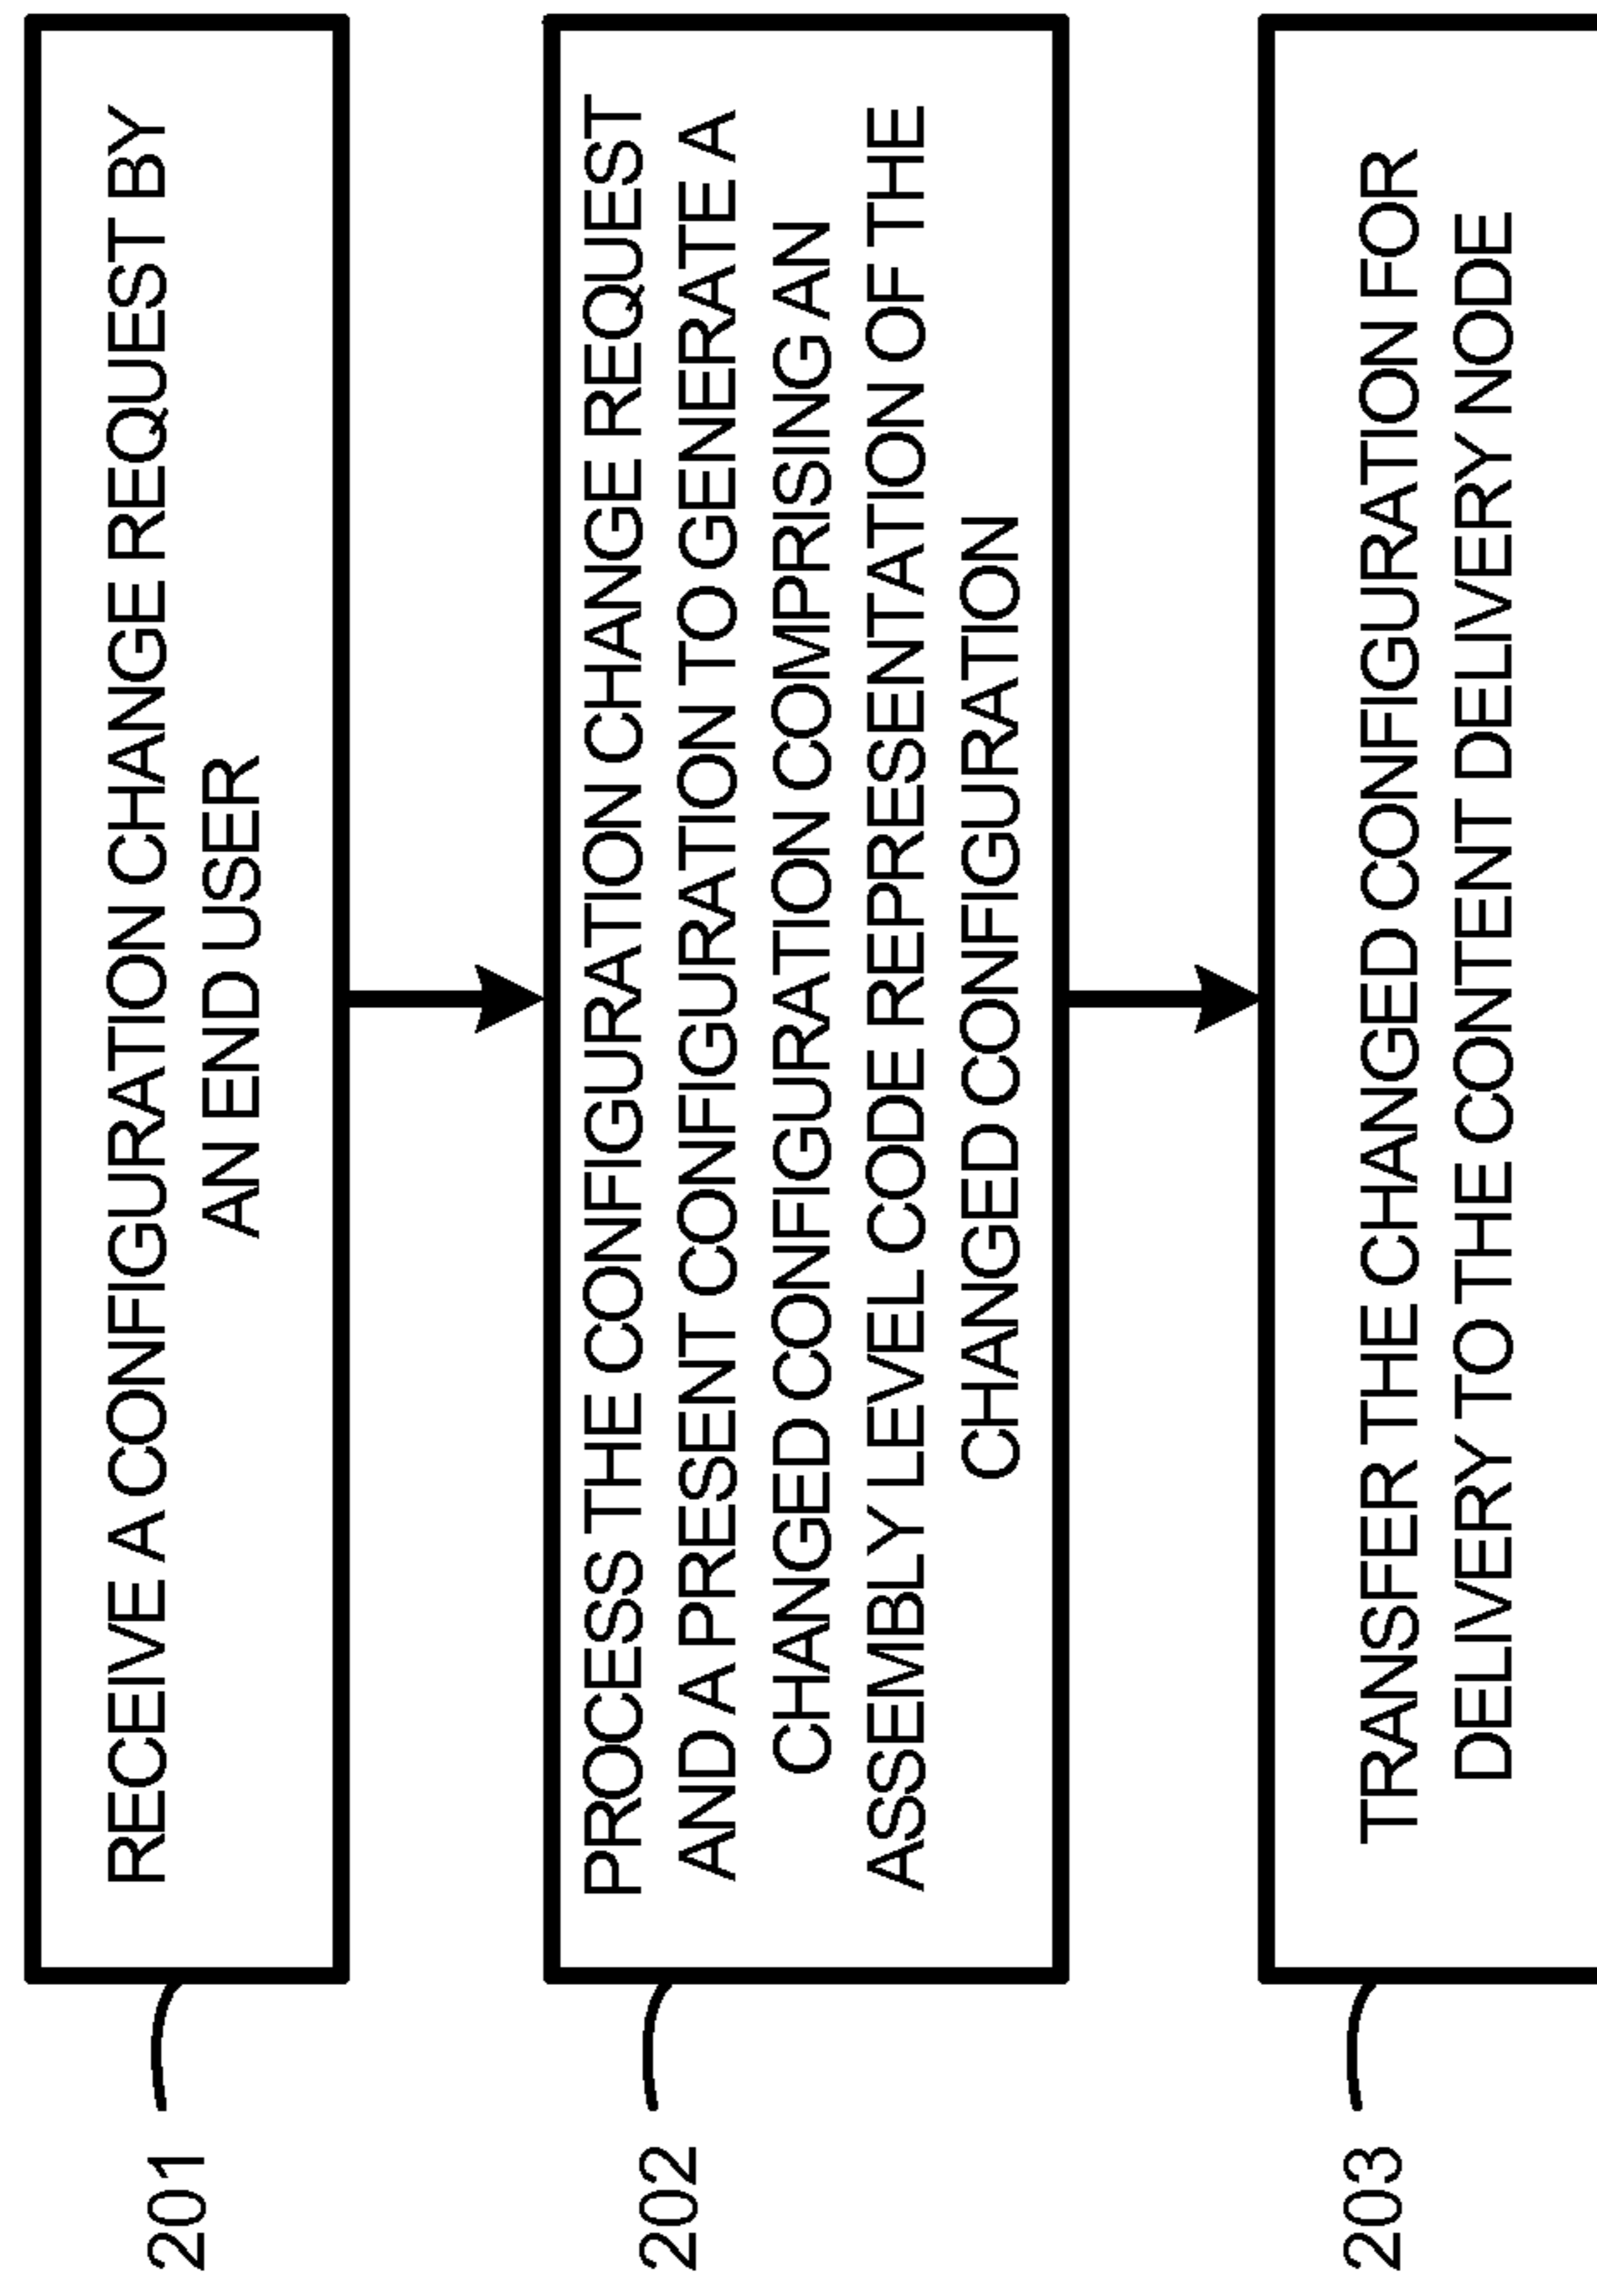 RECEIVE A CONFIGURATION CHANGE REQUEST BY
AN END USER
201
PROCESS THE CONFIGURATION CHANGE REQUEST
AND A PRESENT CONFIGURATION TO GENERATE A
CHANGED CONFIGURATION COMPRISING AN
ASSEMBLY LEVEL CODE REPRESENTATION OF THE
CHANGED CONFIGURATION
202
TRANSFER THE CHANGED CONFIGURATION FOR
DELIVERY TO THE CONTENT DELIVERY NODE
203